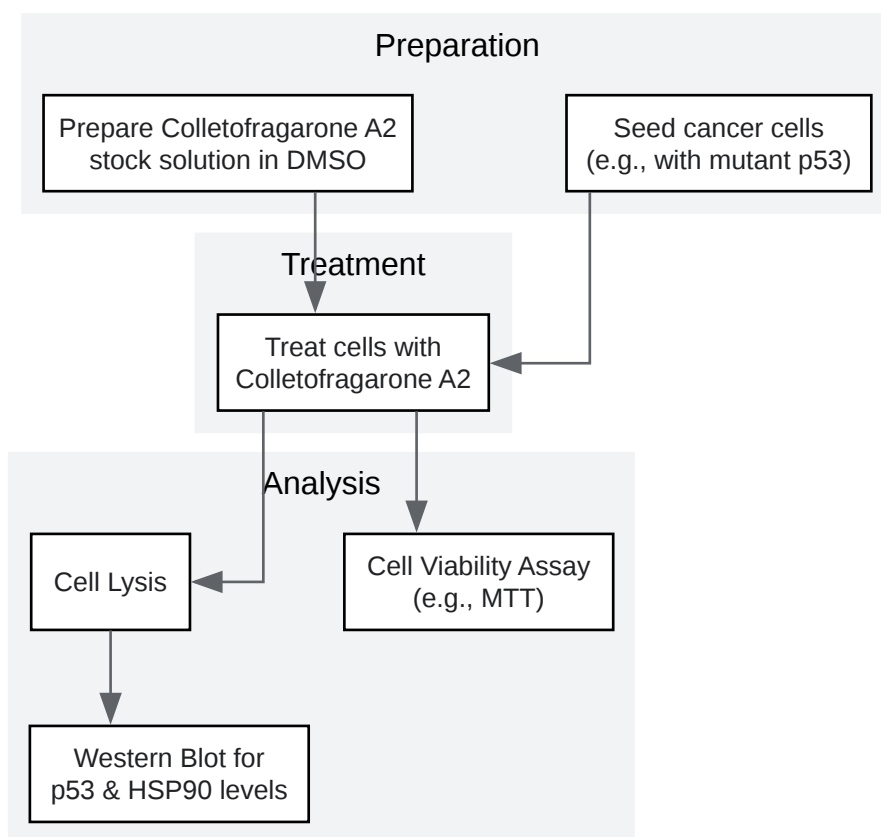 Preparation
Prepare Colletofragarone A2
stock solution in DMSO
Seed cancer cells
(e.g., with mutant p53)
Treatment
Treat cells with
Colletofragarone A2
Analysis
Cell Lysis
Cell Viability Assay
(e.g., MTT)
Western Blot for
p53 & HSP90 levels